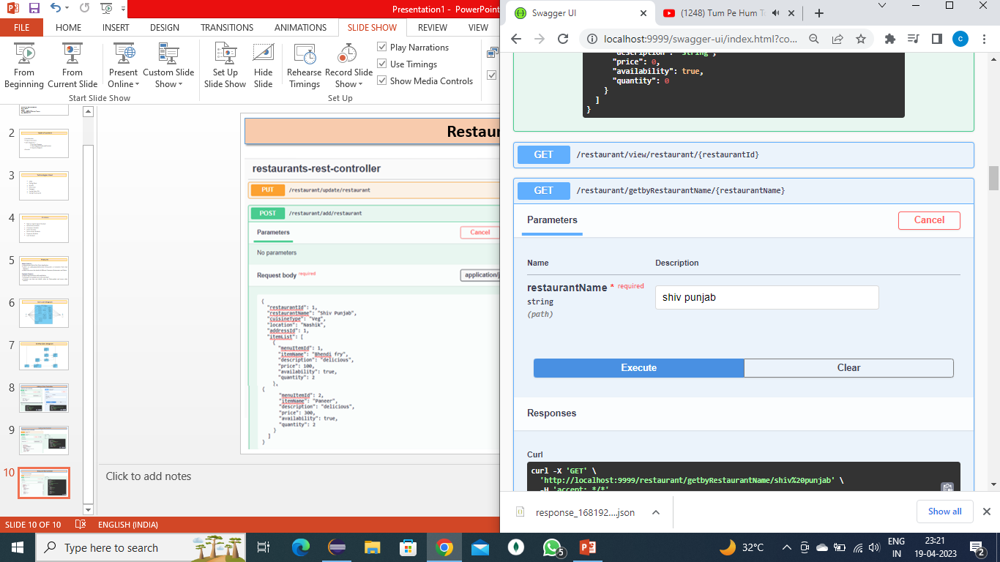 Presentation1 - PowerPoint
FILE HOME INSERT DESIGN TRANSITIONS ANIMATIONS SLIDE SHOW REVIEW VIEW
From Beginning
From Current Slide
Present Online
Custom Slide Show
Start Slide Show
Set Up Slide Show
Hide Slide
Rehearse Timings
Record Slide Show
Play Narrations
Use Timings
Show Media Controls
Set Up
2
3
4
5
6
7
8
9
10
Restaur
restaurants-rest-controller
PUT /restaurant/update/restaurant
POST /restaurant/add/restaurant
Parameters Cancel
No parameters
Request body required application/j
{
"restaurantId": 1,
"restaurantName": "Shiv Punjab",
"cuisineType": "Veg",
"location": "Nashik",
"addressId": 1,
"itemList": [
{
"menuItemId": 1,
"itemName": "Bhendi fry",
"description": "delicious",
"price": 100,
"availability": true,
"quantity": 2
},
{
"menuItemId": 2,
"itemName": "Paneer",
"description": "delicious",
"price": 300,
"availability": true,
"quantity": 2
}
]
}
Click to add notes
SLIDE 10 OF 10 ENGLISH (INDIA)
Swagger UI (1248) Tum Pe Hum T
localhost:9999/swagger-ui/index.html?co...
c
"description": "string",
"price": 0,
"availability": true,
"quantity": 0
}
]
}
GET /restaurant/view/restaurant/{restaurantId}
GET /restaurant/getbyRestaurantName/{restaurantName}
Parameters Cancel
Name Description
restaurantName * required
string
(path)
shiv punjab
Execute Clear
Responses
Curl
curl -X 'GET' \
'http://localhost:9999/restaurant/getbyRestaurantName/shiv%20punjab' \
-H 'accept: */*'
response_168192....json Show all
Type here to search
5
32°C
ENG
IN
23:21
19-04-2023
2